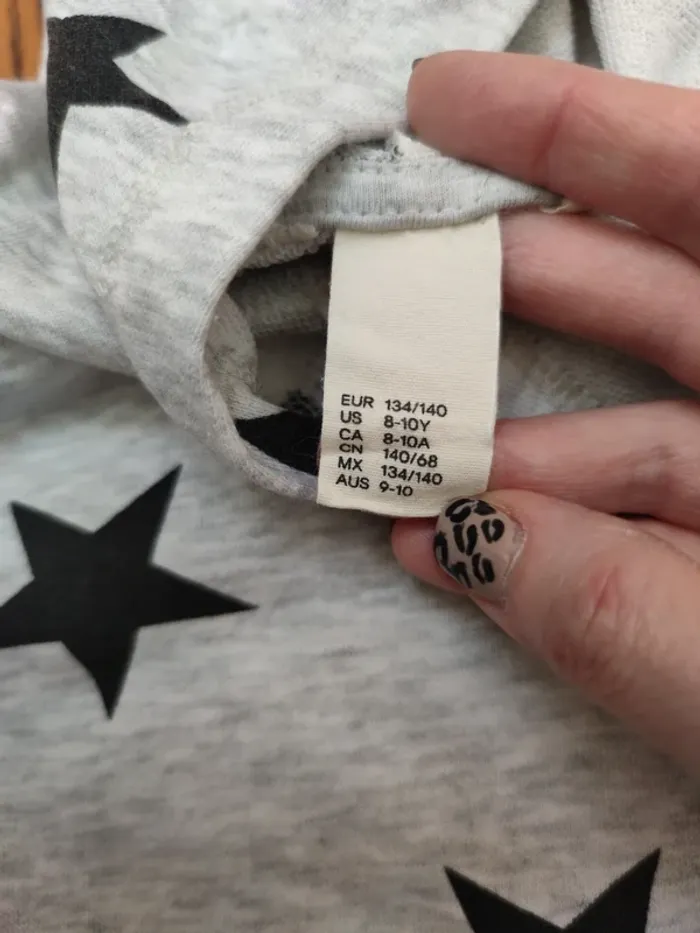 EUR 134/140
US 8-10Y
CA 8-10A
CN 140/68
MX 134/140
AUS 9-10